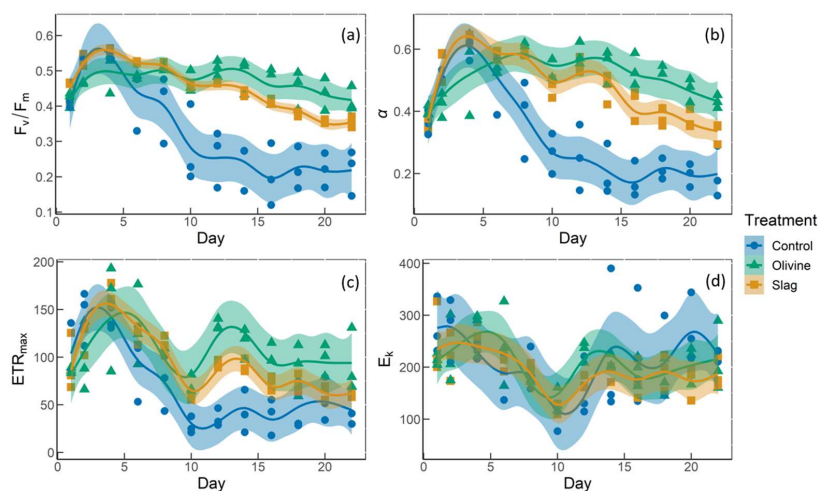 (a)
0.6
0.5
0.4
0.3
0.2
0.1
Fv/Fm
0 5 10 15 20
Day
(b)
0.6
0.4
0.2
α
0 5 10 15 20
Day
Treatment
Control
Olivine
Slag
(c)
200
150
100
50
0
ETRmax
0 5 10 15 20
Day
(d)
400
300
200
100
Ek
0 5 10 15 20
Day